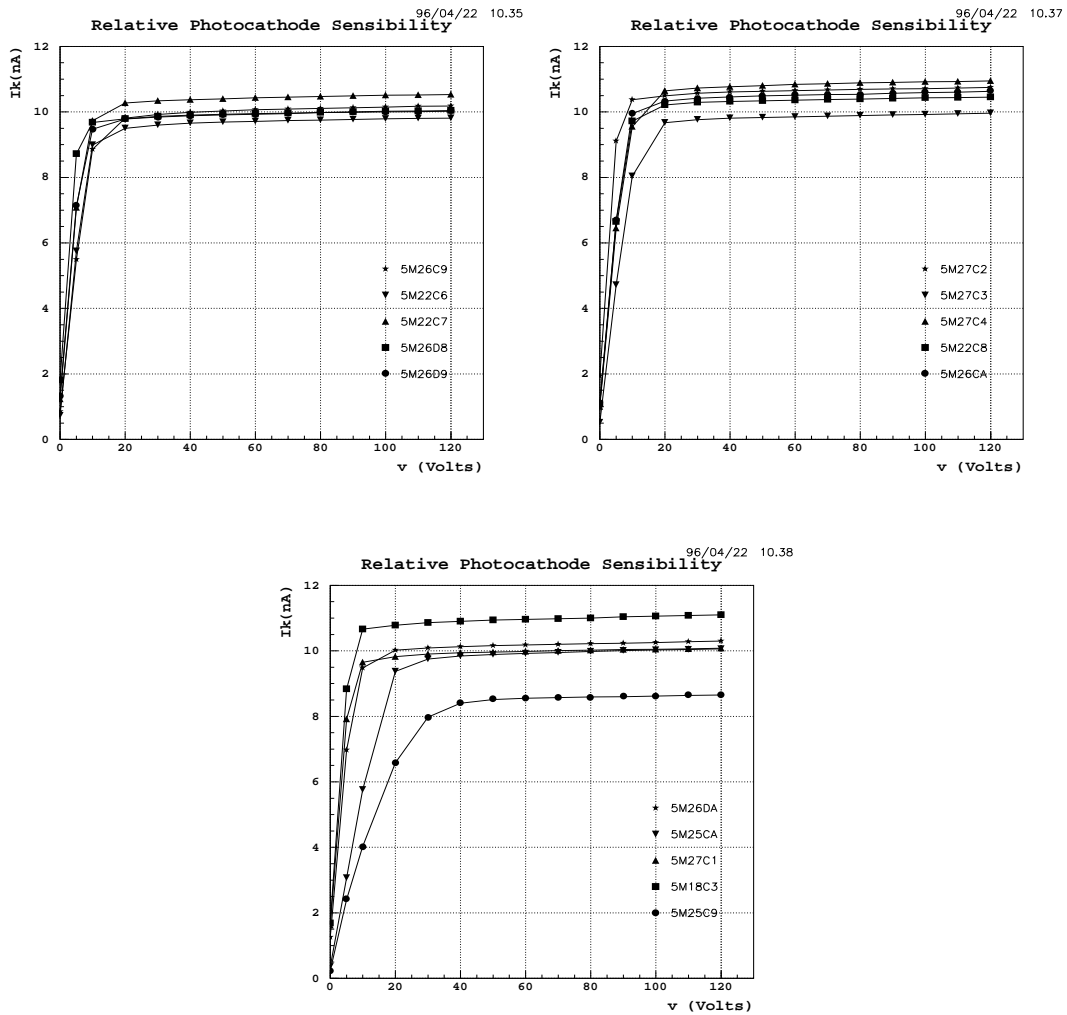 96/04/22 10.35
Relative Photocathode Sensibility
Ik(nA)
12
10
8
6
4
2
0
5M26C9
5M22C6
5M22C7
5M26D8
5M26D9
0 20 40 60 80 100 120
v (Volts)
96/04/22 10.37
Relative Photocathode Sensibility
Ik(nA)
12
10
8
6
4
2
0
5M27C2
5M27C3
5M27C4
5M22C8
5M26CA
0 20 40 60 80 100 120
v (Volts)
96/04/22 10.38
Relative Photocathode Sensibility
Ik(nA)
12
10
8
6
4
2
0
5M26DA
5M25CA
5M27C1
5M18C3
5M25C9
0 20 40 60 80 100 120
v (Volts)